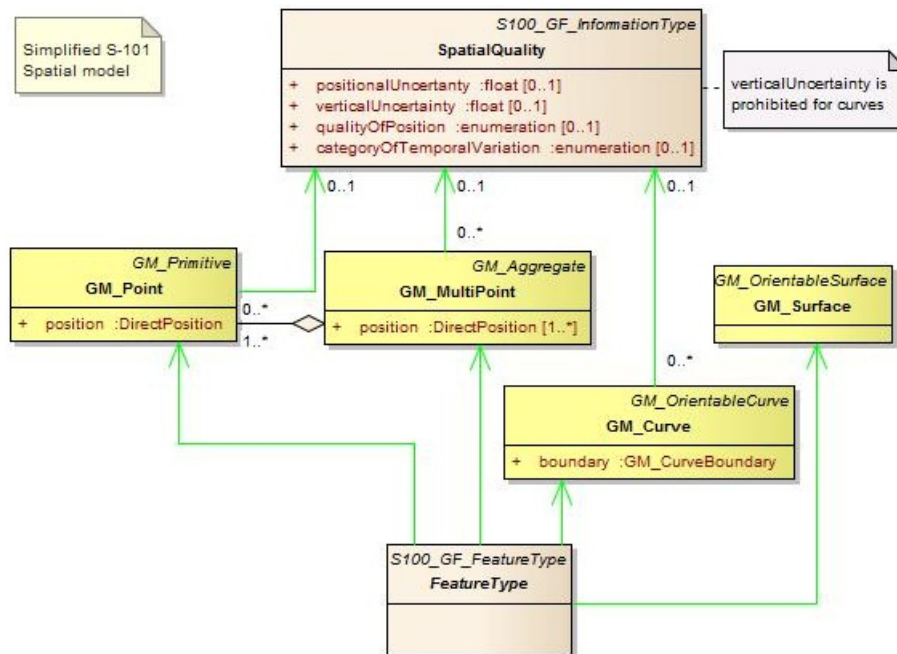 Simplified S-101
Spatial model
S100_GF_InformationType
SpatialQuality
+ positionalUncertanty :float [0..1]
+ verticalUncertainty :float [0..1]
+ qualityOfPosition :enumeration [0..1]
+ categoryOfTemporalVariation :enumeration [0..1]
verticalUncertainty is
prohibited for curves
0..1
0..1
0..1
0..*
GM_Primitive
GM_Point
+ position :DirectPosition
0..*
1..*
GM_Aggregate
GM_MultiPoint
+ position :DirectPosition [1..*]
GM_OrientableSurface
GM_Surface
0..*
GM_OrientableCurve
GM_Curve
+ boundary :GM_CurveBoundary
S100_GF_FeatureType
FeatureType